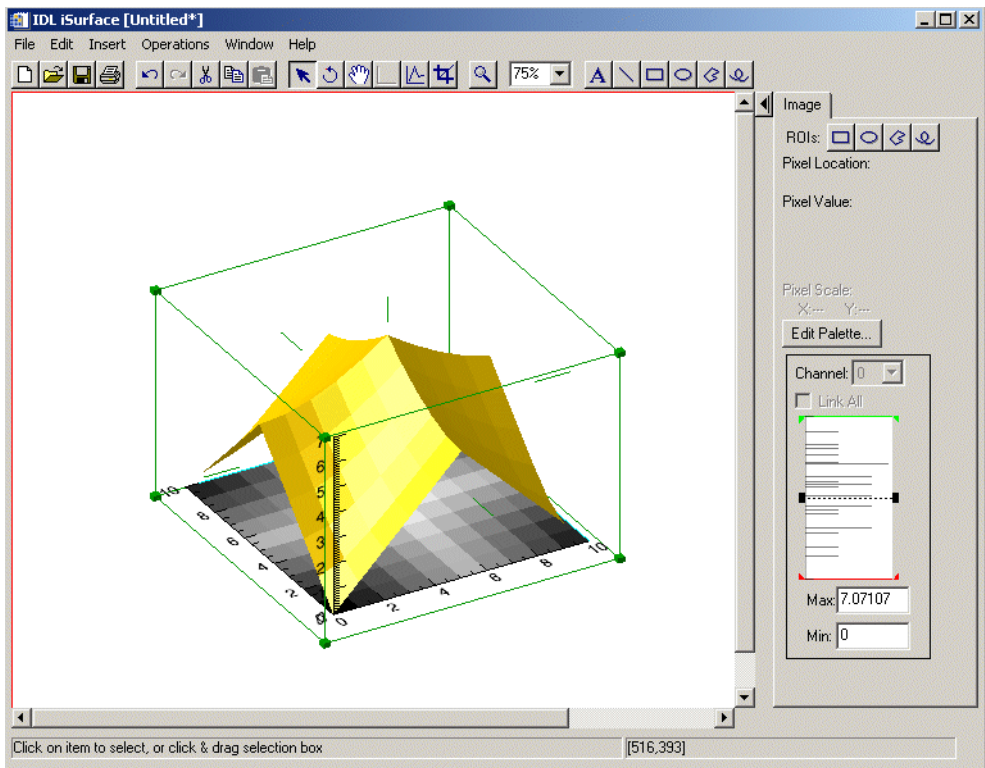 IDL iSurface [Untitled*]
File Edit Insert Operations Window Help
75%
A
Image
ROIs:
Pixel Location:
Pixel Value:
Pixel Scale:
X:--- Y:---
Edit Palette...
Channel: 0
Link All
Max: 7.07107
Min: 0
7
6
5
4
3
2
10
8
6
4
2
0
0
2
4
6
8
10
Click on item to select, or click & drag selection box
[516,393]